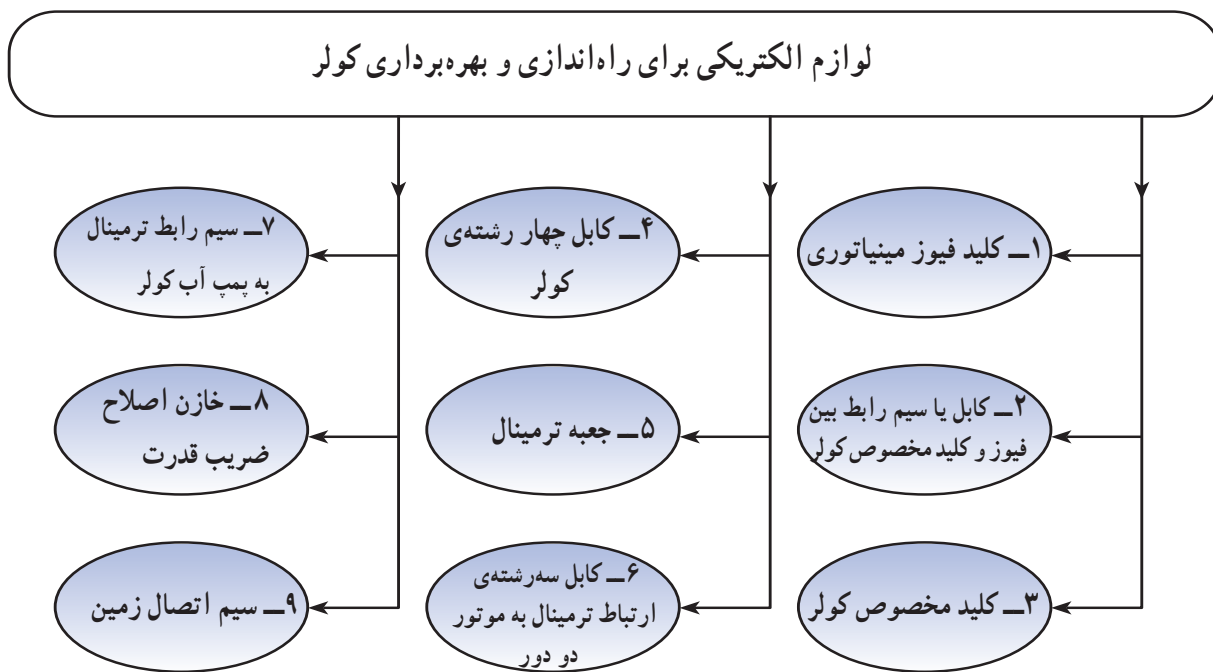 لوازم الکتریکی برای راه‌اندازی و بهره‌برداری کولر
۱ــ کلید فیوز مینیاتوری
۲ــ کابل یا سیم رابط بین
فیوز و کلید مخصوص کولر
۳ــ کلید مخصوص کولر
۴ــ کابل چهار رشته‌ی
کولر
۵ــ جعبه ترمینال
۶ــ کابل سه‌رشته‌ی
ارتباط ترمینال به موتور
دو دور
۷ــ سیم رابط ترمینال
به پمپ آب کولر
۸ــ خازن اصلاح
ضریب قدرت
۹ــ سیم اتصال زمین